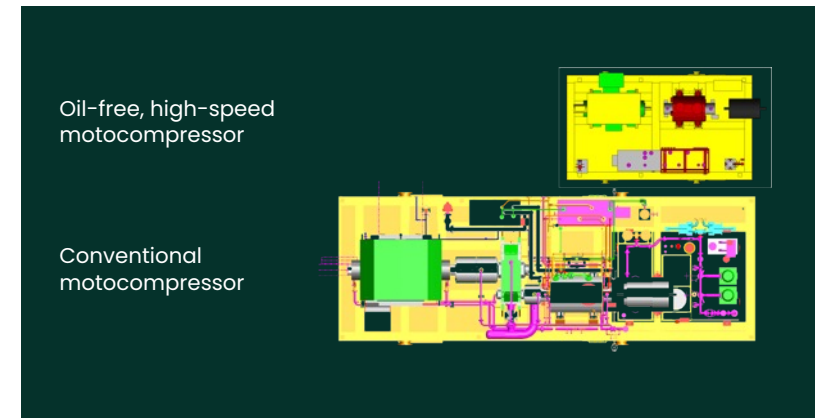 Oil-free, high-speed
motocompressor
Conventional
motocompressor